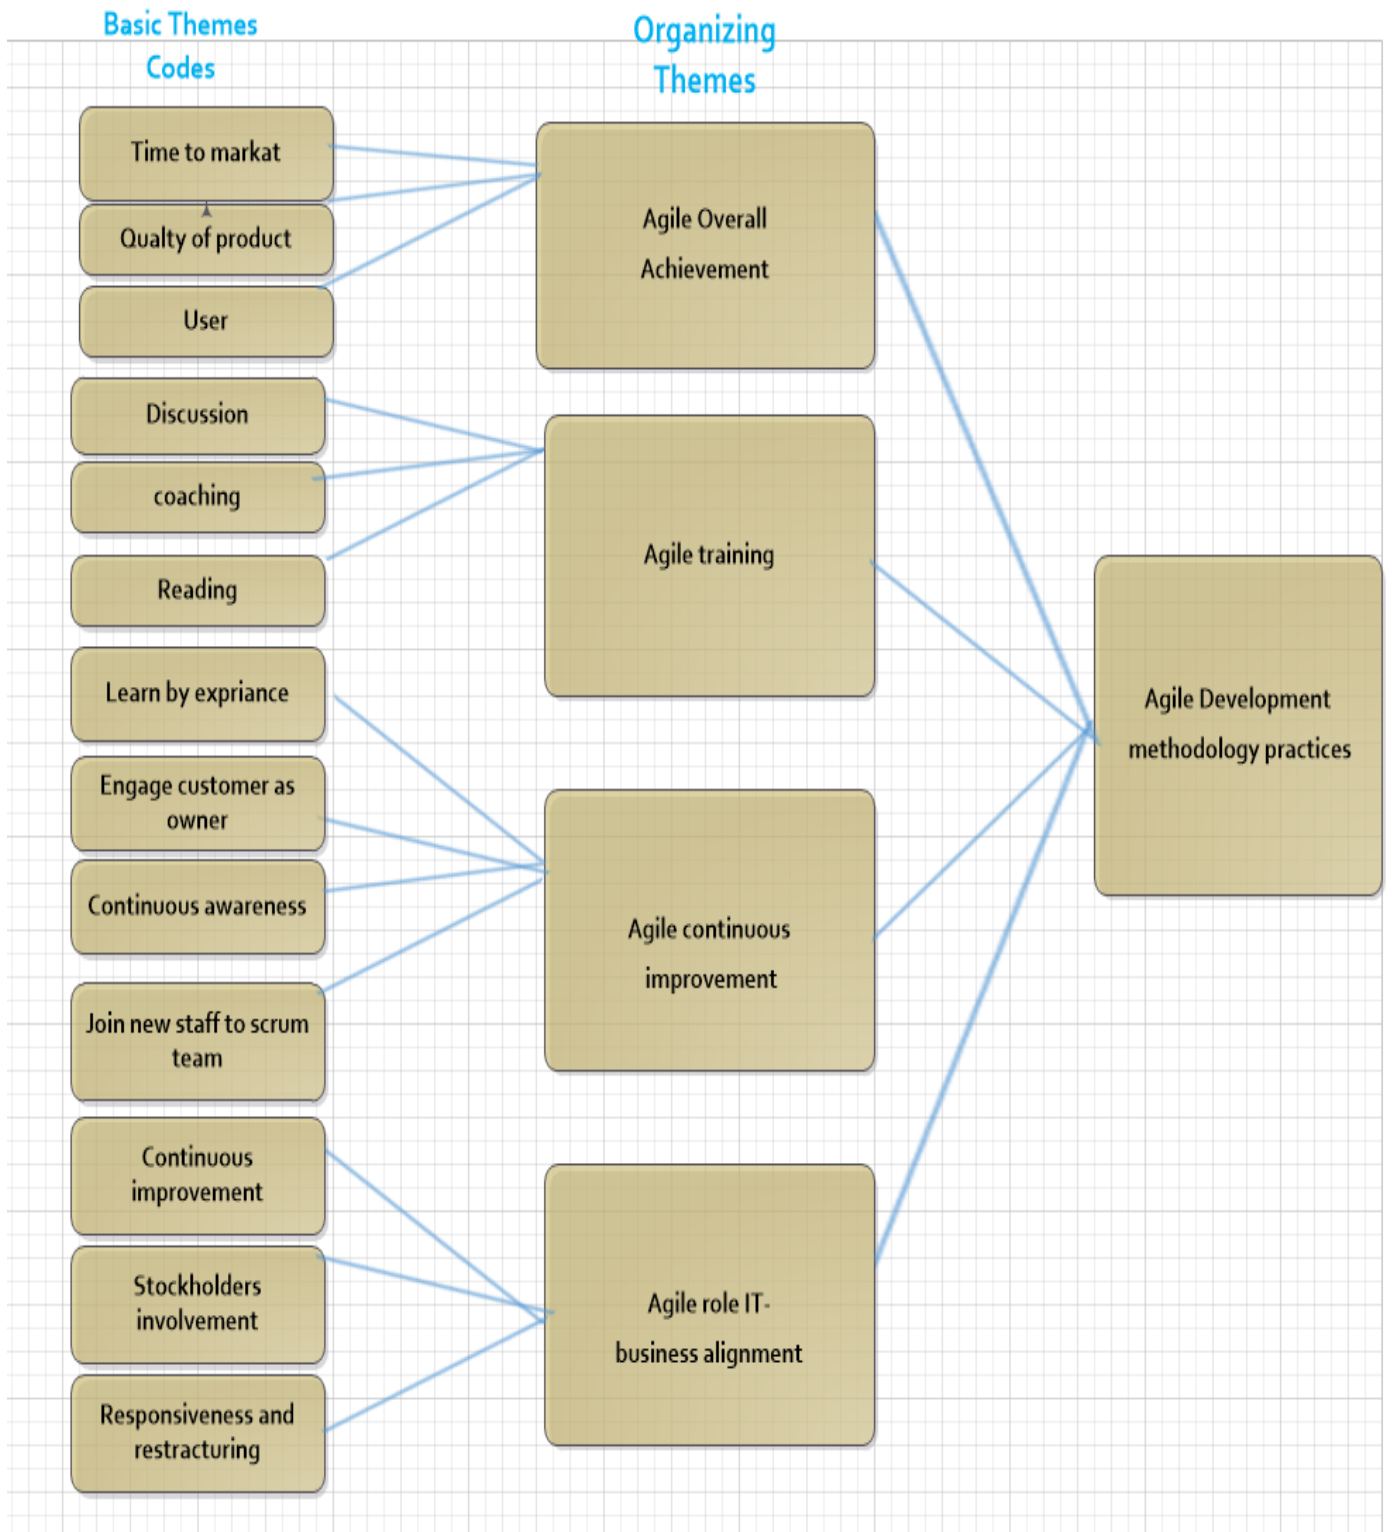 Basic Themes
Codes
Organizing
Themes
Time to markat
Qualty of product
User
Discussion
coaching
Reading
Learn by expriance
Engage customer as
owner
Continuous awareness
Join new staff to scrum
team
Continuous
improvement
Stockholders
involvement
Responsiveness and
restracturing
Agile Overall
Achievement
Agile training
Agile continuous
improvement
Agile role IT-
business alignment
Agile Development
methodology practices